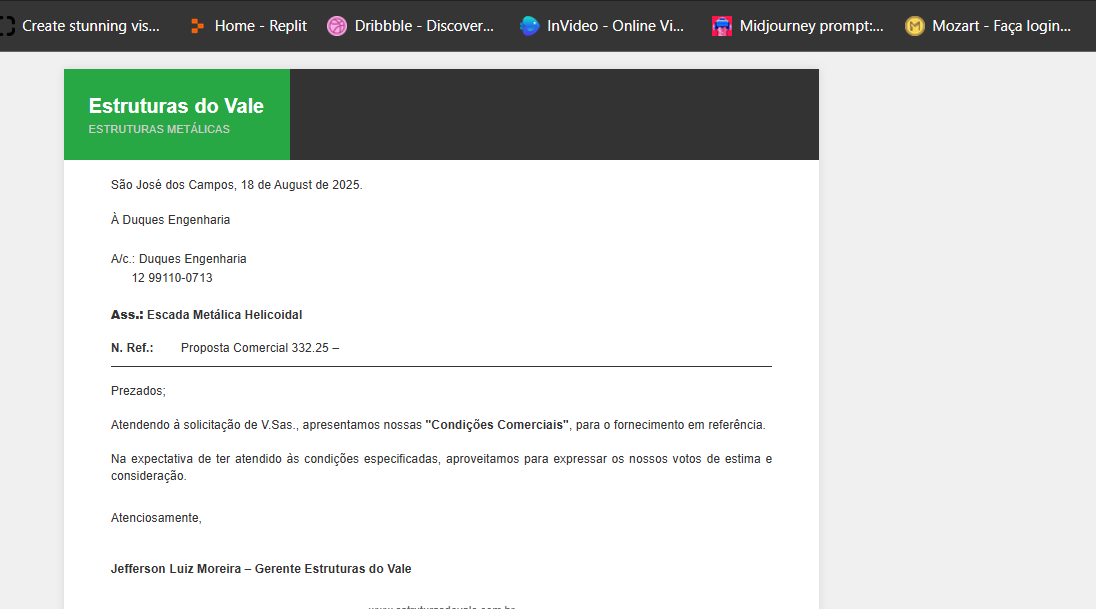 Create stunning vis... Home - Replit Dribbble - Discover... InVideo - Online Vi... Midjourney prompt:... Mozart - Faça login...
Estruturas do Vale
ESTRUTURAS METÁLICAS
São José dos Campos, 18 de August de 2025.
À Duques Engenharia
A/c.: Duques Engenharia
12 99110-0713
Ass.: Escada Metálica Helicoidal
N. Ref.: Proposta Comercial 332.25 –
Prezados;
Atendendo à solicitação de V.Sas., apresentamos nossas "Condições Comerciais", para o fornecimento em referência.
Na expectativa de ter atendido às condições especificadas, aproveitamos para expressar os nossos votos de estima e
consideração.
Atenciosamente,
Jefferson Luiz Moreira – Gerente Estruturas do Vale